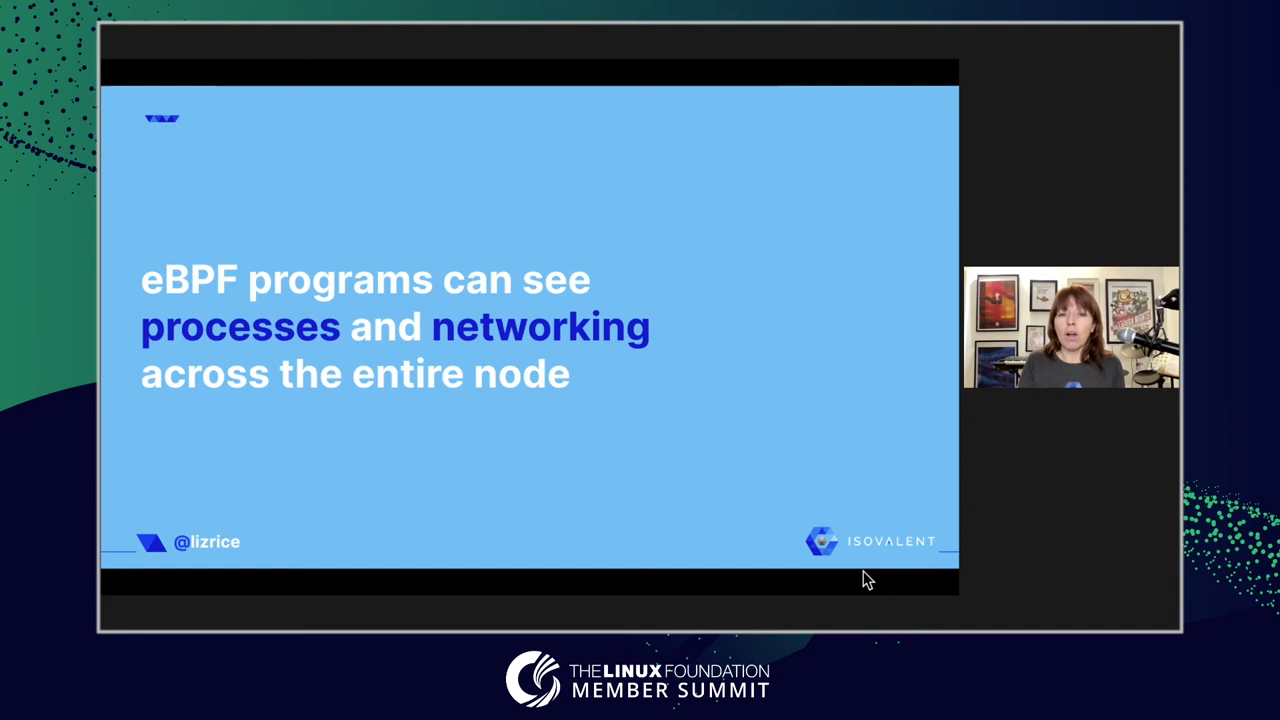 eBPF programs can see
processes and networking
across the entire node
@lizrice
ISOVALENT
THE LINUX FOUNDATION
MEMBER SUMMIT